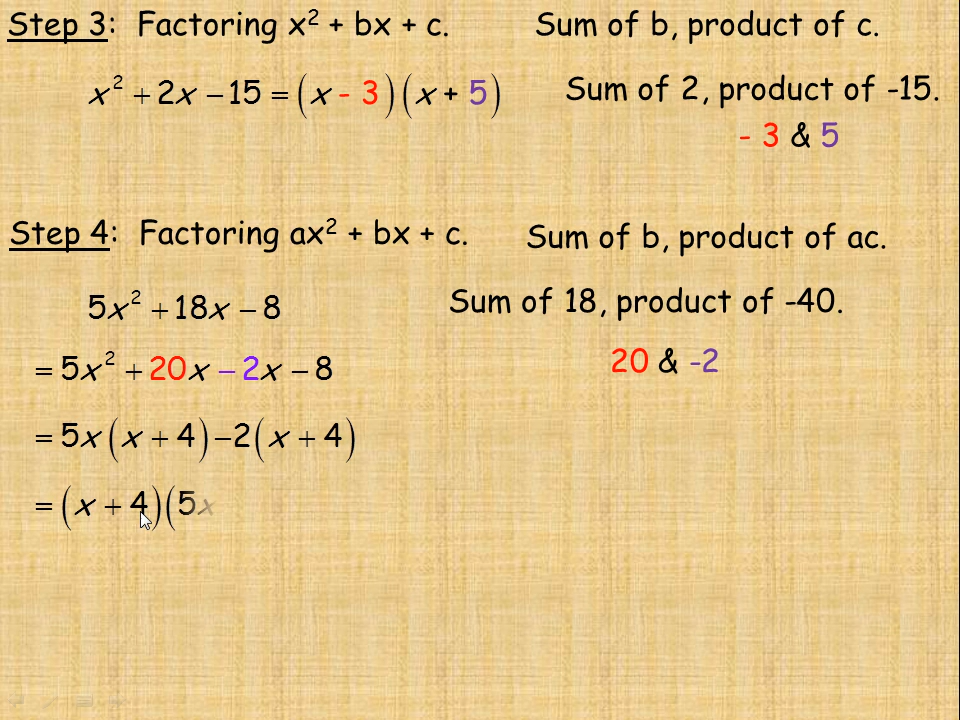 Step 3: Factoring x² + bx + c. Sum of b, product of c.
x² + 2x − 15 = (x - 3)(x + 5) Sum of 2, product of -15.
- 3 & 5
Step 4: Factoring ax² + bx + c. Sum of b, product of ac.
5x² + 18x − 8 Sum of 18, product of -40.
= 5x² + 20x − 2x − 8 20 & -2
= 5x(x + 4) − 2(x + 4)
= (x + 4)(5x